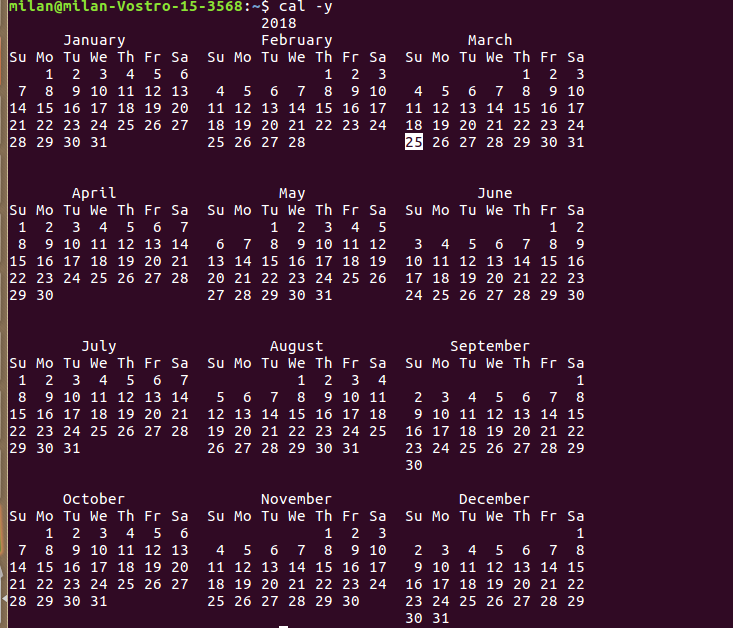 milan@milan-Vostro-15-3568:~$ cal -y
                            2018
      January               February               March
Su Mo Tu We Th Fr Sa  Su Mo Tu We Th Fr Sa  Su Mo Tu We Th Fr Sa
    1  2  3  4  5  6               1  2  3               1  2  3
 7  8  9 10 11 12 13   4  5  6  7  8  9 10   4  5  6  7  8  9 10
14 15 16 17 18 19 20  11 12 13 14 15 16 17  11 12 13 14 15 16 17
21 22 23 24 25 26 27  18 19 20 21 22 23 24  18 19 20 21 22 23 24
28 29 30 31           25 26 27 28           25 26 27 28 29 30 31
       April                  May                   June
Su Mo Tu We Th Fr Sa  Su Mo Tu We Th Fr Sa  Su Mo Tu We Th Fr Sa
 1  2  3  4  5  6  7         1  2  3  4  5                  1  2
 8  9 10 11 12 13 14   6  7  8  9 10 11 12   3  4  5  6  7  8  9
15 16 17 18 19 20 21  13 14 15 16 17 18 19  10 11 12 13 14 15 16
22 23 24 25 26 27 28  20 21 22 23 24 25 26  17 18 19 20 21 22 23
29 30                 27 28 29 30 31        24 25 26 27 28 29 30
        July                 August              September
Su Mo Tu We Th Fr Sa  Su Mo Tu We Th Fr Sa  Su Mo Tu We Th Fr Sa
 1  2  3  4  5  6  7            1  2  3  4                     1
 8  9 10 11 12 13 14   5  6  7  8  9 10 11   2  3  4  5  6  7  8
15 16 17 18 19 20 21  12 13 14 15 16 17 18   9 10 11 12 13 14 15
22 23 24 25 26 27 28  19 20 21 22 23 24 25  16 17 18 19 20 21 22
29 30 31              26 27 28 29 30 31     23 24 25 26 27 28 29
                                            30
      October               November              December
Su Mo Tu We Th Fr Sa  Su Mo Tu We Th Fr Sa  Su Mo Tu We Th Fr Sa
    1  2  3  4  5  6               1  2  3                     1
 7  8  9 10 11 12 13   4  5  6  7  8  9 10   2  3  4  5  6  7  8
14 15 16 17 18 19 20  11 12 13 14 15 16 17   9 10 11 12 13 14 15
21 22 23 24 25 26 27  18 19 20 21 22 23 24  16 17 18 19 20 21 22
28 29 30 31           25 26 27 28 29 30     23 24 25 26 27 28 29
                                            30 31